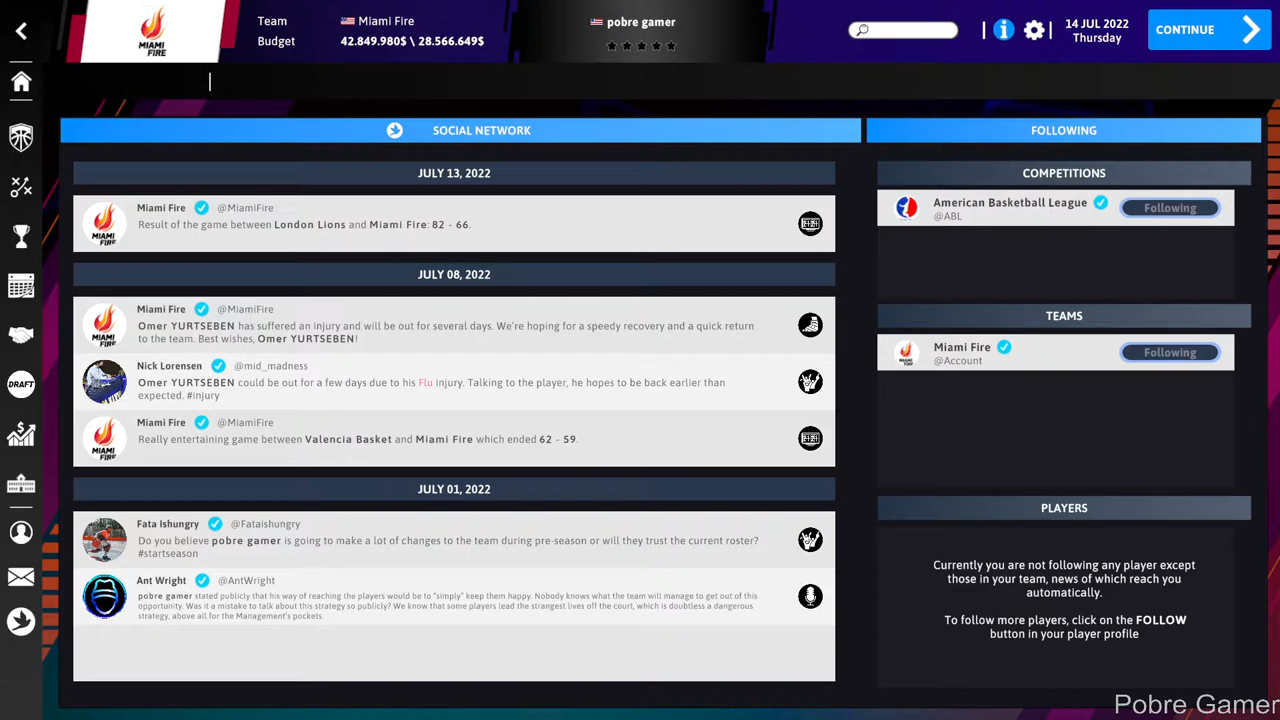 MIAMI
FIRE
Team
Miami Fire
Budget
42.849.980$ \ 28.566.649$
pobre gamer
14 JUL 2022
Thursday
CONTINUE
SOCIAL NETWORK
JULY 13, 2022
Miami Fire @MiamiFire
Result of the game between London Lions and Miami Fire: 82 - 66.
MIAMI
FIRE
JULY 08, 2022
Miami Fire @MiamiFire
Omer YURTSEBEN has suffered an injury and will be out for several days. We're hoping for a speedy recovery and a quick return
to the team. Best wishes, Omer YURTSEBEN!
MIAMI
FIRE
Nick Lorensen @mid_madness
Omer YURTSEBEN could be out for a few days due to his Flu injury. Talking to the player, he hopes to be back earlier than
expected. #injury
Miami Fire @MiamiFire
Really entertaining game between Valencia Basket and Miami Fire which ended 62 - 59.
MIAMI
FIRE
JULY 01, 2022
Fata Ishungry @Fataishungry
Do you believe pobre gamer is going to make a lot of changes to the team during pre-season or will they trust the current roster?
#startseason
Ant Wright @AntWright
pobre gamer stated publicly that his way of reaching the players would be to "simply" keep them happy. Nobody knows what the team will manage to get out of this
opportunity. Was it a mistake to talk about this strategy so publicly? We know that some players lead the strangest lives off the court, which is doubtless a dangerous
strategy, above all for the Management's pockets.
FOLLOWING
COMPETITIONS
American Basketball League
@ABL
Following
TEAMS
Miami Fire
@Account
Following
PLAYERS
Currently you are not following any player except
those in your team, news of which reach you
automatically.
To follow more players, click on the FOLLOW
button in your player profile
DRAFT
Pobre Gamer